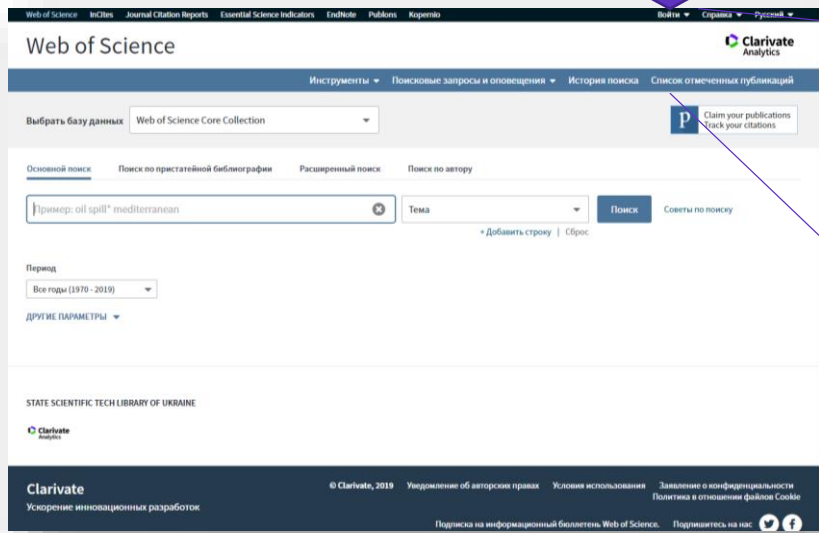 Web of Science InCites Journal Citation Reports Essential Science Indicators EndNote Publons Kopernio Войти Справка Русский
Web of Science
Clarivate
Analytics
Инструменты Поисковые запросы и оповещения История поиска Список отмеченных публикаций
Выбрать базу данных Web of Science Core Collection
p Claim your publications
Track your citations
Основной поиск Поиск по пристатейной библиографии Расширенный поиск Поиск по автору
Пример: oil spill* mediterranean Тема Поиск Советы по поиску
+ Добавить строку | Сброс
Период
Все годы (1970 - 2019)
ДРУГИЕ ПАРАМЕТРЫ
STATE SCIENTIFIC TECH LIBRARY OF UKRAINE
Clarivate
Analytics
Clarivate
Ускорение инновационных разработок
© Clarivate, 2019 Уведомление об авторских правах Условия использования Заявление о конфиденциальности
Политика в отношении файлов Cookie
Подписка на информационный бюллетень Web of Science. Подпишитесь на нас